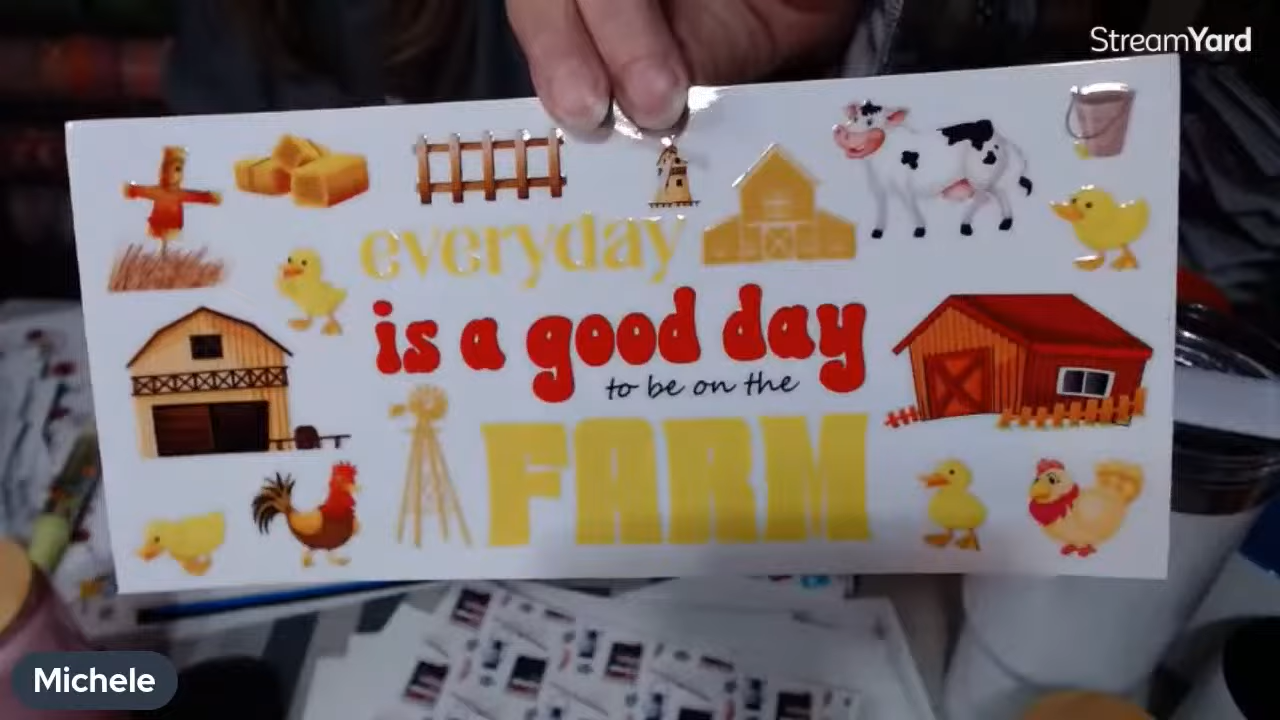 StreamYard
everyday
is a good day
to be on the
FARM
Michele